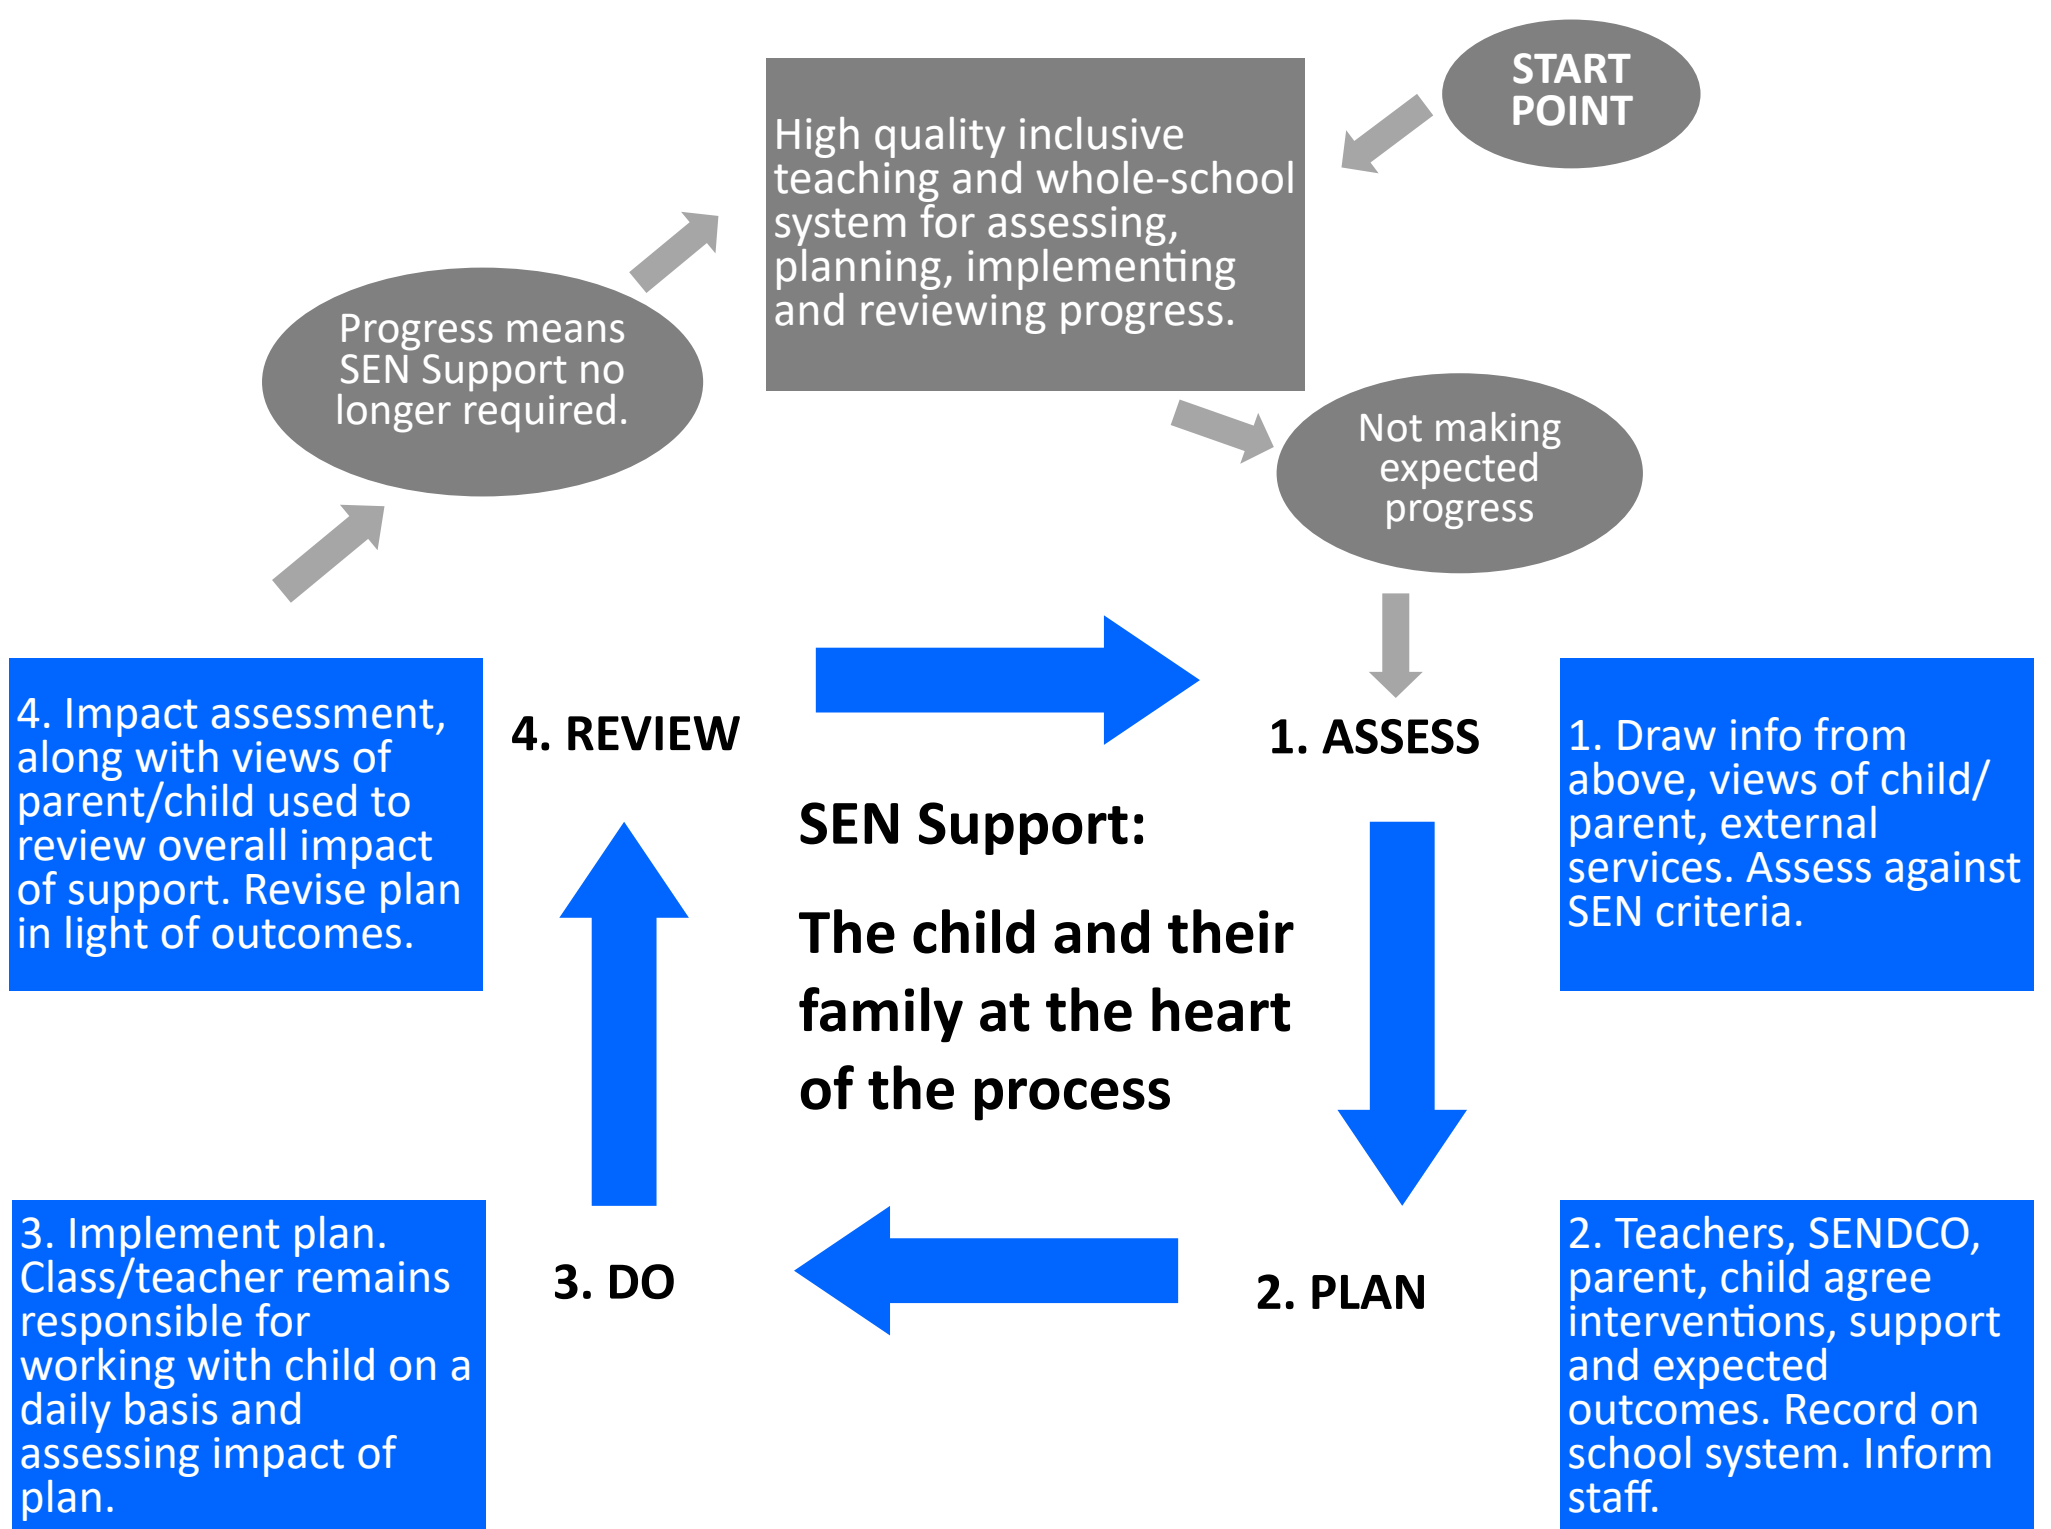 START
POINT
High quality inclusive
teaching and whole-school
system for assessing,
planning, implementing
and reviewing progress.
Progress means
SEN Support no
longer required.
Not making
expected
progress
4. Impact assessment,
along with views of
parent/child used to
review overall impact
of support. Revise plan
in light of outcomes.
4. REVIEW
1. ASSESS
1. Draw info from
above, views of child/
parent, external
services. Assess against
SEN criteria.
SEN Support:
The child and their
family at the heart
of the process
3. Implement plan.
Class/teacher remains
responsible for
working with child on a
daily basis and
assessing impact of
plan.
3. DO
2. PLAN
2. Teachers, SENDCO,
parent, child agree
interventions, support
and expected
outcomes. Record on
school system. Inform
staff.